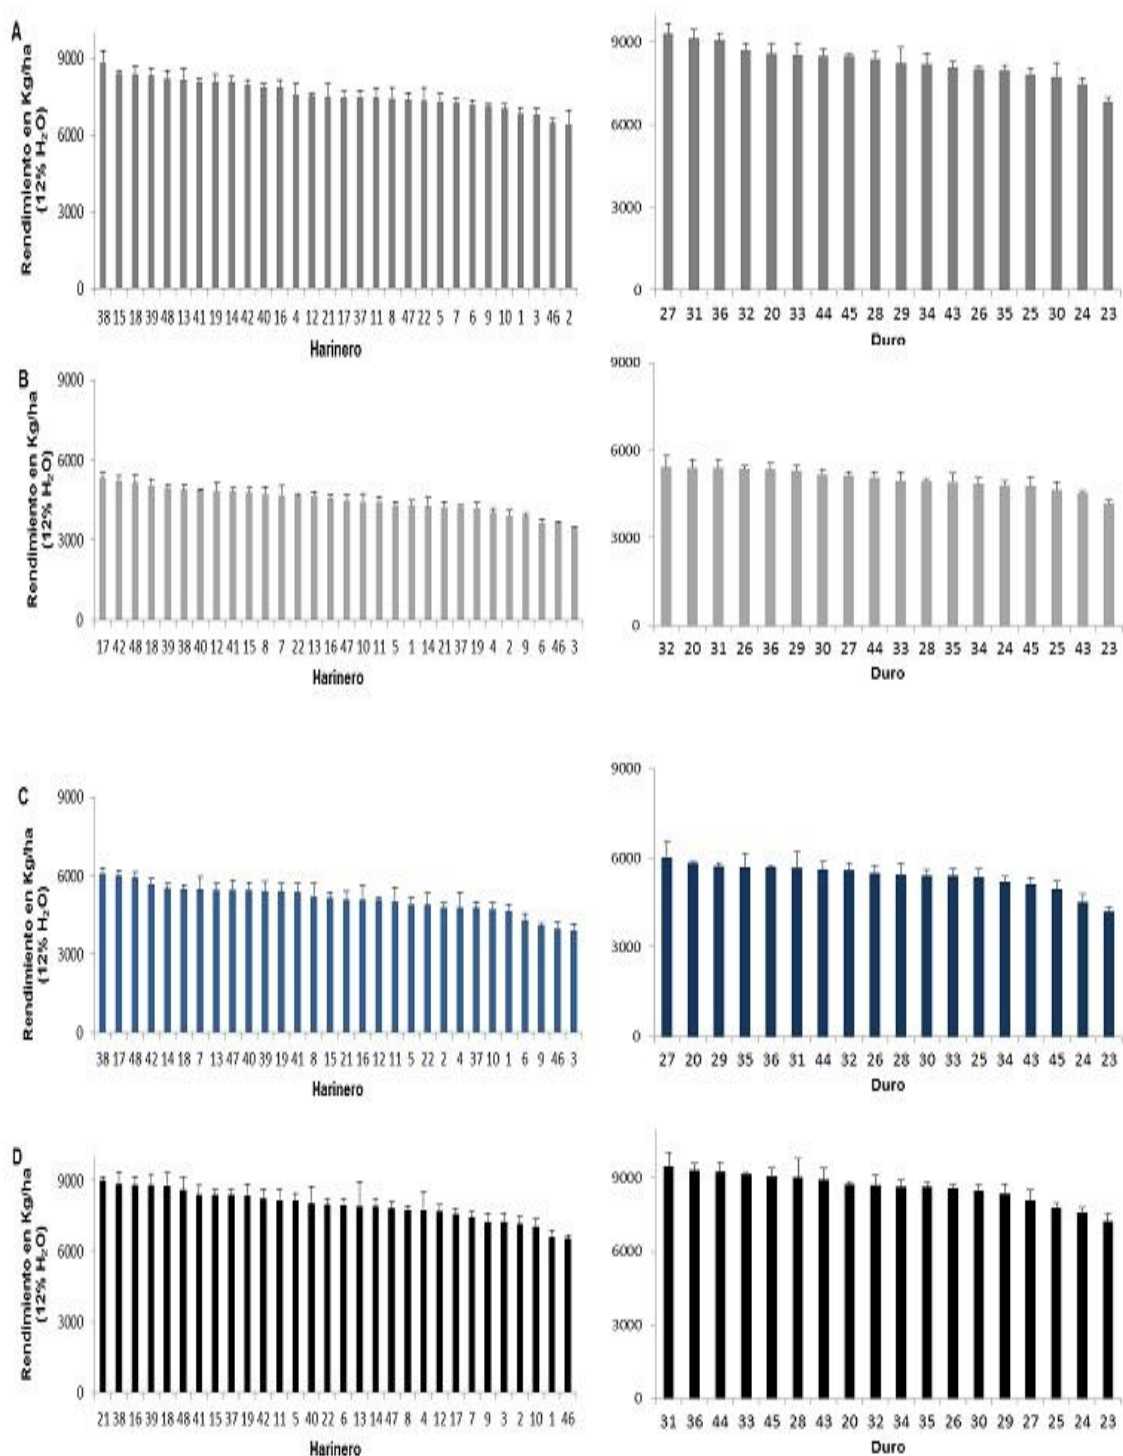 A
Rendimiento en Kg/ha
(12% H₂O)
9000
6000
3000
0
38 15 18 39 48 13 41 19 14 42 40 16 4 12 21 17 37 11 8 47 22 5 7 6 9 10 1 3 46 2
Harinero
9000
6000
3000
0
27 31 36 32 20 33 44 45 28 29 34 43 26 35 25 30 24 23
Duro
B
Rendimiento en Kg/ha
(12% H₂O)
9000
6000
3000
0
17 42 48 18 39 38 40 12 41 15 8 7 22 13 16 47 10 11 5 1 14 21 37 19 4 2 9 6 46 3
Harinero
9000
6000
3000
0
32 20 31 26 36 29 30 27 44 33 28 35 34 24 45 25 43 23
Duro
C
Rendimiento en Kg/ha
(12% H₂O)
9000
6000
3000
0
38 17 48 42 14 18 7 13 47 40 39 19 41 8 15 21 16 12 11 5 22 2 4 37 10 1 6 9 46 3
Harinero
9000
6000
3000
0
27 20 29 35 36 31 44 32 26 28 30 33 25 34 43 45 24 23
Duro
D
Rendimiento en Kg/ha
(12% H₂O)
9000
6000
3000
0
21 38 16 39 18 48 41 15 37 19 42 11 5 40 22 6 13 14 47 8 4 12 17 7 9 3 2 10 1 46
Harinero
9000
6000
3000
0
31 36 44 33 45 28 43 20 32 34 35 26 30 29 27 25 24 23
Duro